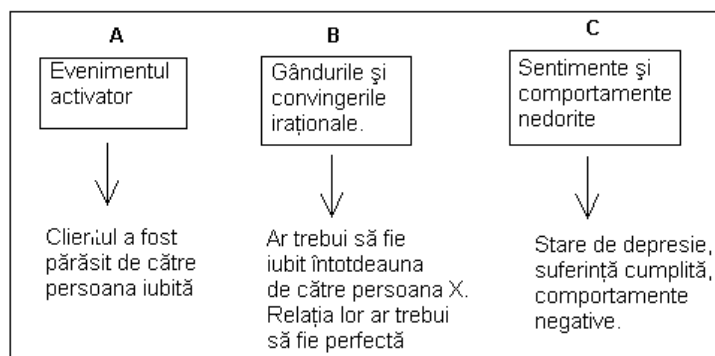 A
Evenimentul
activator
Clientul a fost
părăsit de către
persoana iubită
B
Gândurile şi
convingerile
iraționale.
Ar trebui să fie
iubit întotdeauna
de către persoana X.
Relația lor ar trebui
să fie perfectă
C
Sentimente şi
comportamente
nedorite
Stare de depresie,
suferință cumplită,
comportamente
negative.